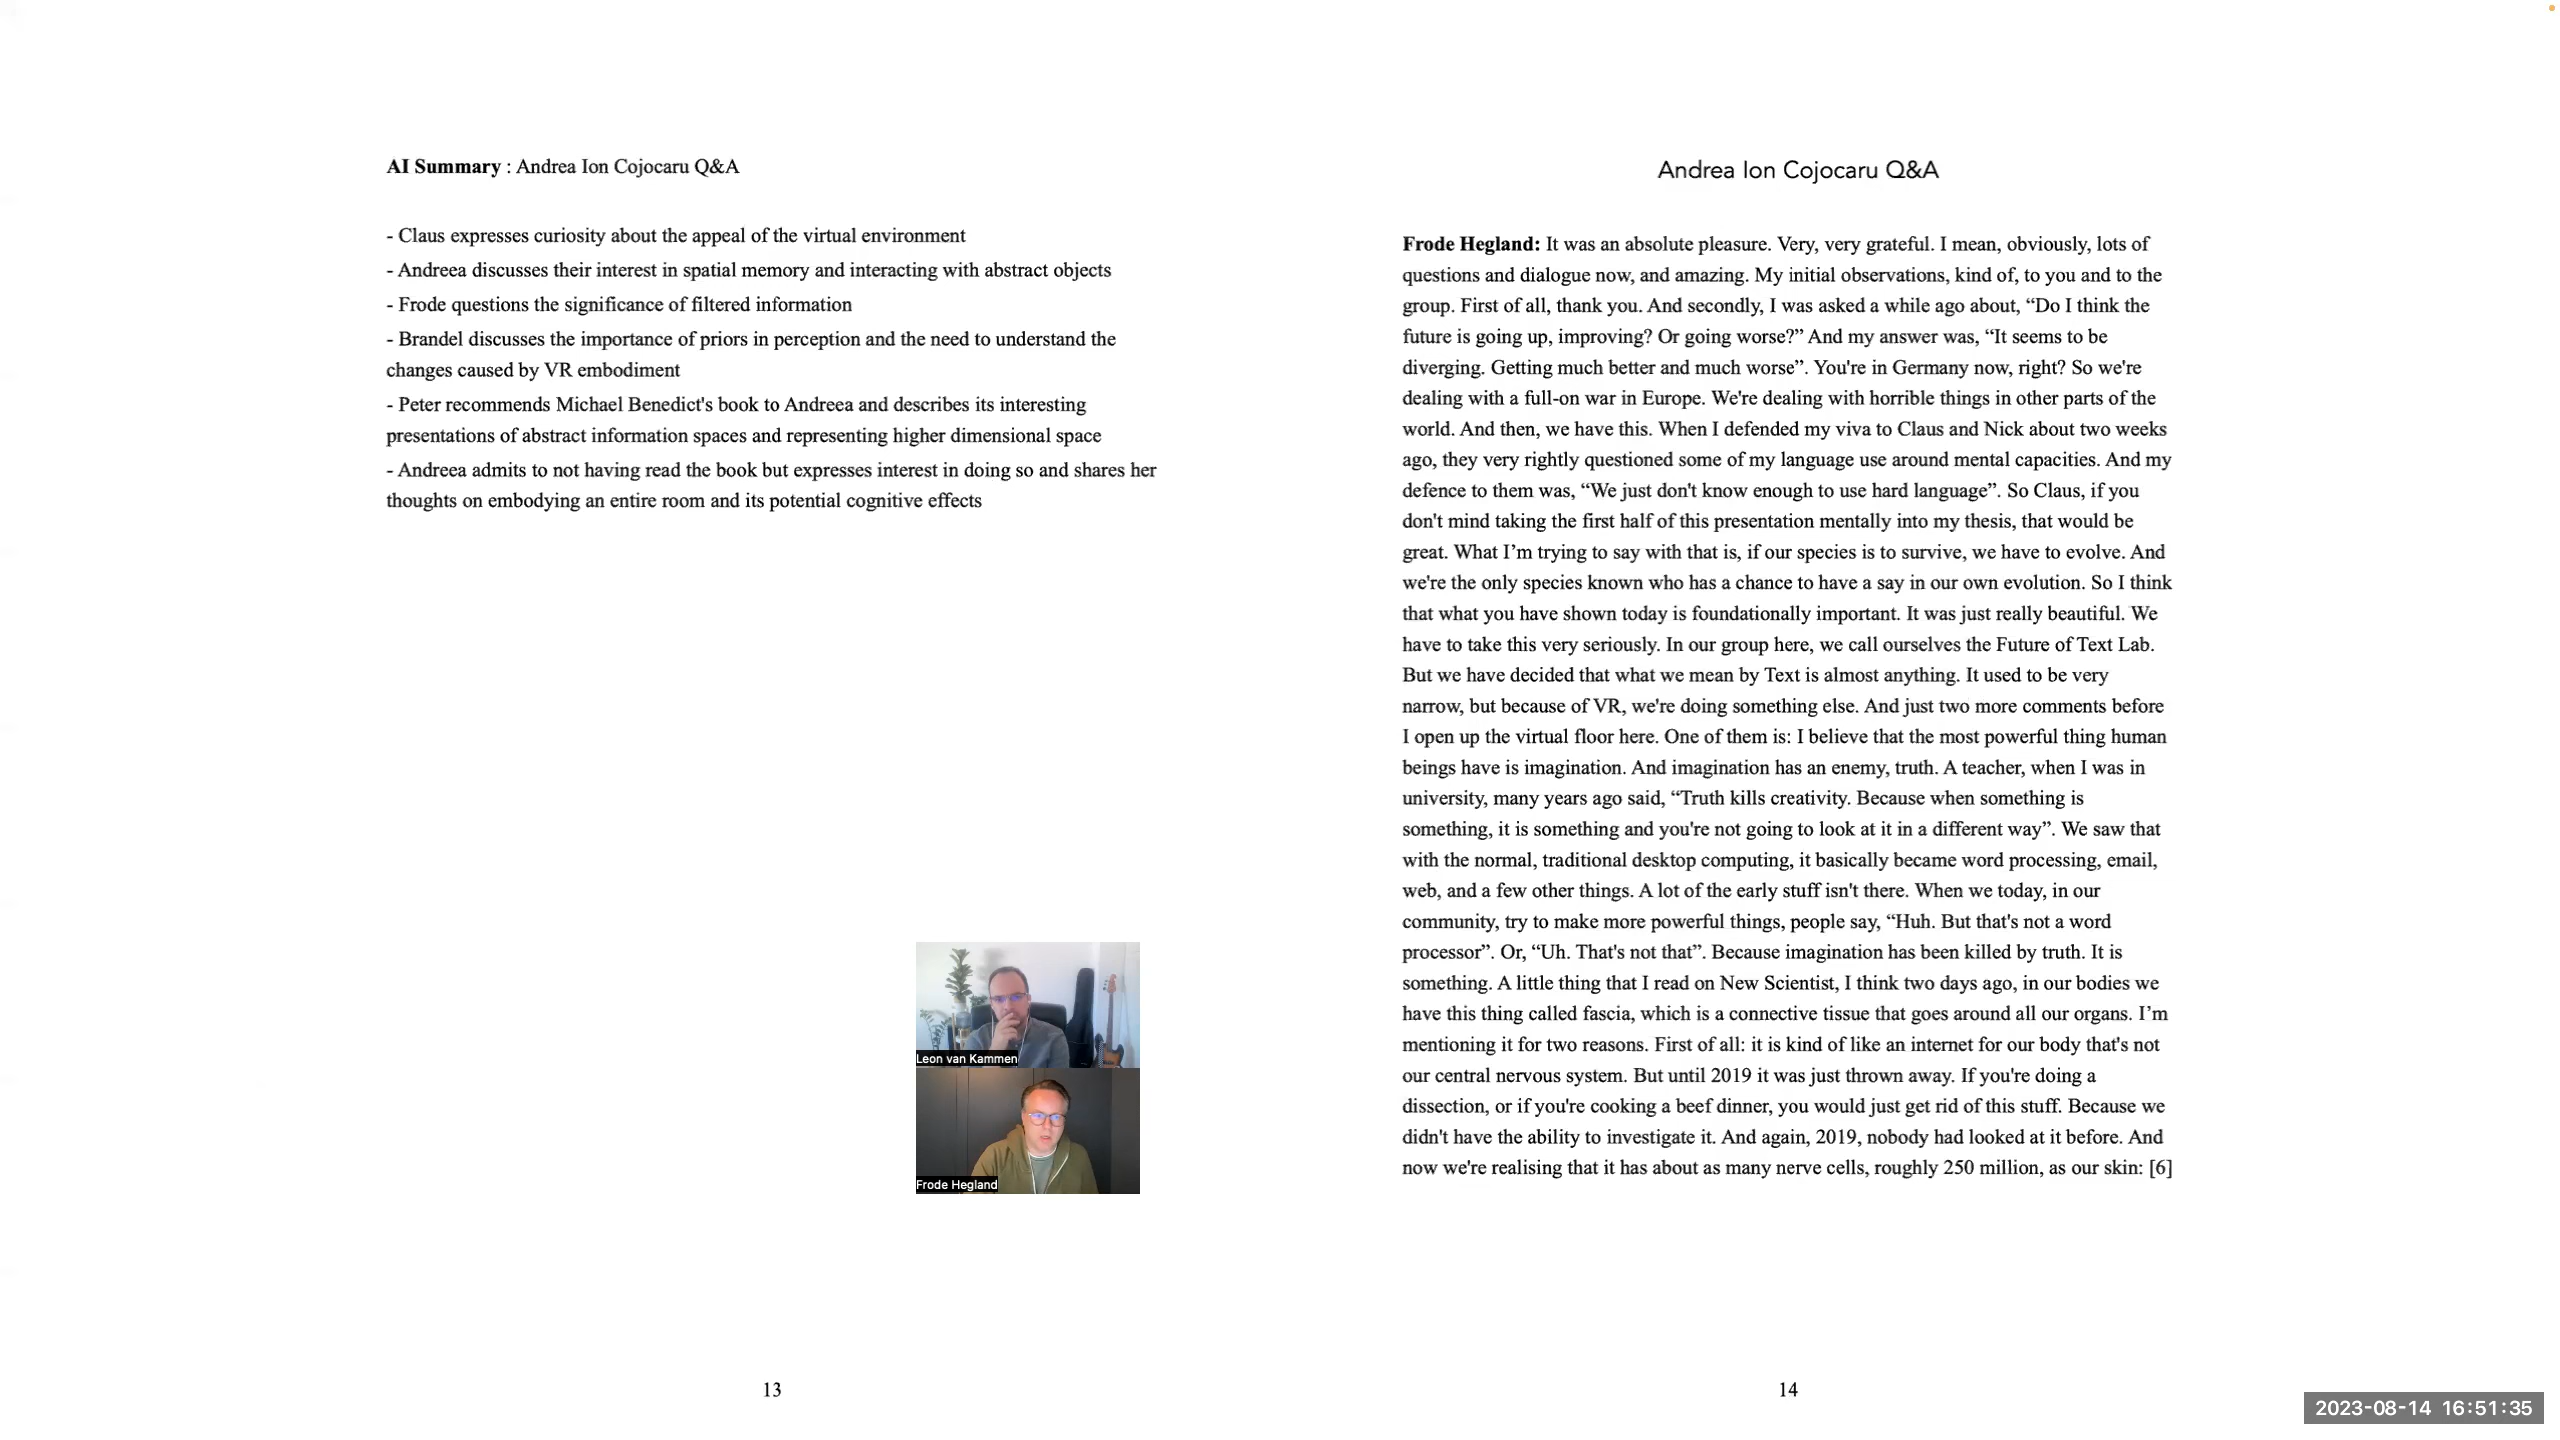 AI Summary : Andrea Ion Cojocaru Q&A
- Claus expresses curiosity about the appeal of the virtual environment
- Andreea discusses their interest in spatial memory and interacting with abstract objects
- Frode questions the significance of filtered information
- Brandel discusses the importance of priors in perception and the need to understand the
changes caused by VR embodiment
- Peter recommends Michael Benedict's book to Andreea and describes its interesting
presentations of abstract information spaces and representing higher dimensional space
- Andreea admits to not having read the book but expresses interest in doing so and shares her
thoughts on embodying an entire room and its potential cognitive effects
Leon van Kammen
Frode Hegland
13
Andrea Ion Cojocaru Q&A
Frode Hegland: It was an absolute pleasure. Very, very grateful. I mean, obviously, lots of
questions and dialogue now, and amazing. My initial observations, kind of, to you and to the
group. First of all, thank you. And secondly, I was asked a while ago about, “Do I think the
future is going up, improving? Or going worse?” And my answer was, “It seems to be
diverging. Getting much better and much worse”. You're in Germany now, right? So we're
dealing with a full-on war in Europe. We're dealing with horrible things in other parts of the
world. And then, we have this. When I defended my viva to Claus and Nick about two weeks
ago, they very rightly questioned some of my language use around mental capacities. And my
defence to them was, “We just don't know enough to use hard language”. So Claus, if you
don't mind taking the first half of this presentation mentally into my thesis, that would be
great. What I’m trying to say with that is, if our species is to survive, we have to evolve. And
we're the only species known who has a chance to have a say in our own evolution. So I think
that what you have shown today is foundationally important. It was just really beautiful. We
have to take this very seriously. In our group here, we call ourselves the Future of Text Lab.
But we have decided that what we mean by Text is almost anything. It used to be very
narrow, but because of VR, we're doing something else. And just two more comments before
I open up the virtual floor here. One of them is: I believe that the most powerful thing human
beings have is imagination. And imagination has an enemy, truth. A teacher, when I was in
university, many years ago said, “Truth kills creativity. Because when something is
something, it is something and you're not going to look at it in a different way”. We saw that
with the normal, traditional desktop computing, it basically became word processing, email,
web, and a few other things. A lot of the early stuff isn't there. When we today, in our
community, try to make more powerful things, people say, “Huh. But that's not a word
processor”. Or, “Uh. That's not that”. Because imagination has been killed by truth. It is
something. A little thing that I read on New Scientist, I think two days ago, in our bodies we
have this thing called fascia, which is a connective tissue that goes around all our organs. I’m
mentioning it for two reasons. First of all: it is kind of like an internet for our body that's not
our central nervous system. But until 2019 it was just thrown away. If you're doing a
dissection, or if you're cooking a beef dinner, you would just get rid of this stuff. Because we
didn't have the ability to investigate it. And again, 2019, nobody had looked at it before. And
now we're realising that it has about as many nerve cells, roughly 250 million, as our skin: [6]
14
2023-08-14 16:51:35